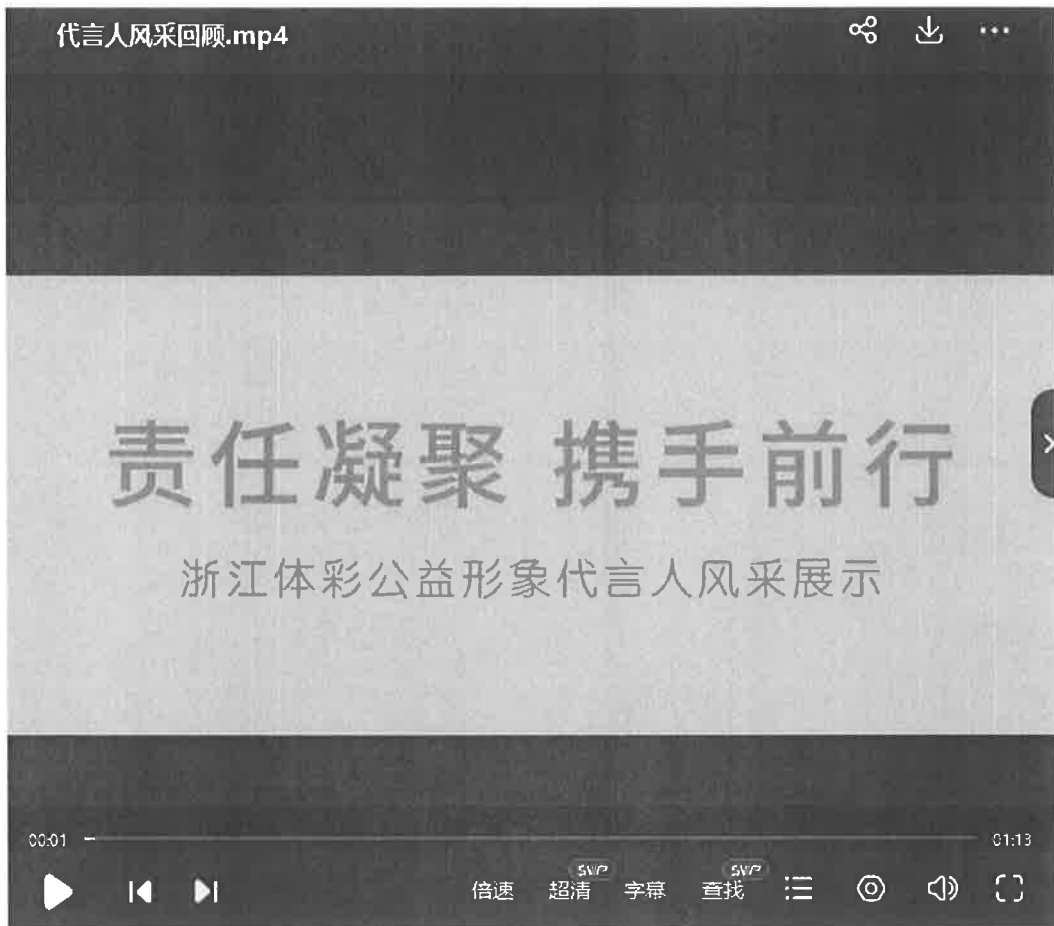 代言人风采回顾.mp4
责任凝聚 携手前行
浙江体彩公益形象代言人风采展示
00:01
01:13
倍速 超清 字幕 查找